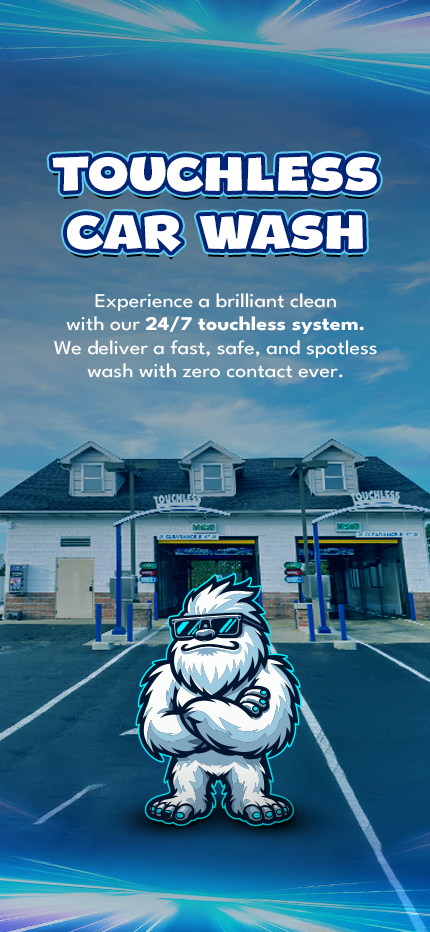 TOUCHLESS
CAR WASH
Experience a brilliant clean
with our 24/7 touchless system.
We deliver a fast, safe, and spotless
wash with zero contact ever.
TOUCHLESS
TOUCHLESS